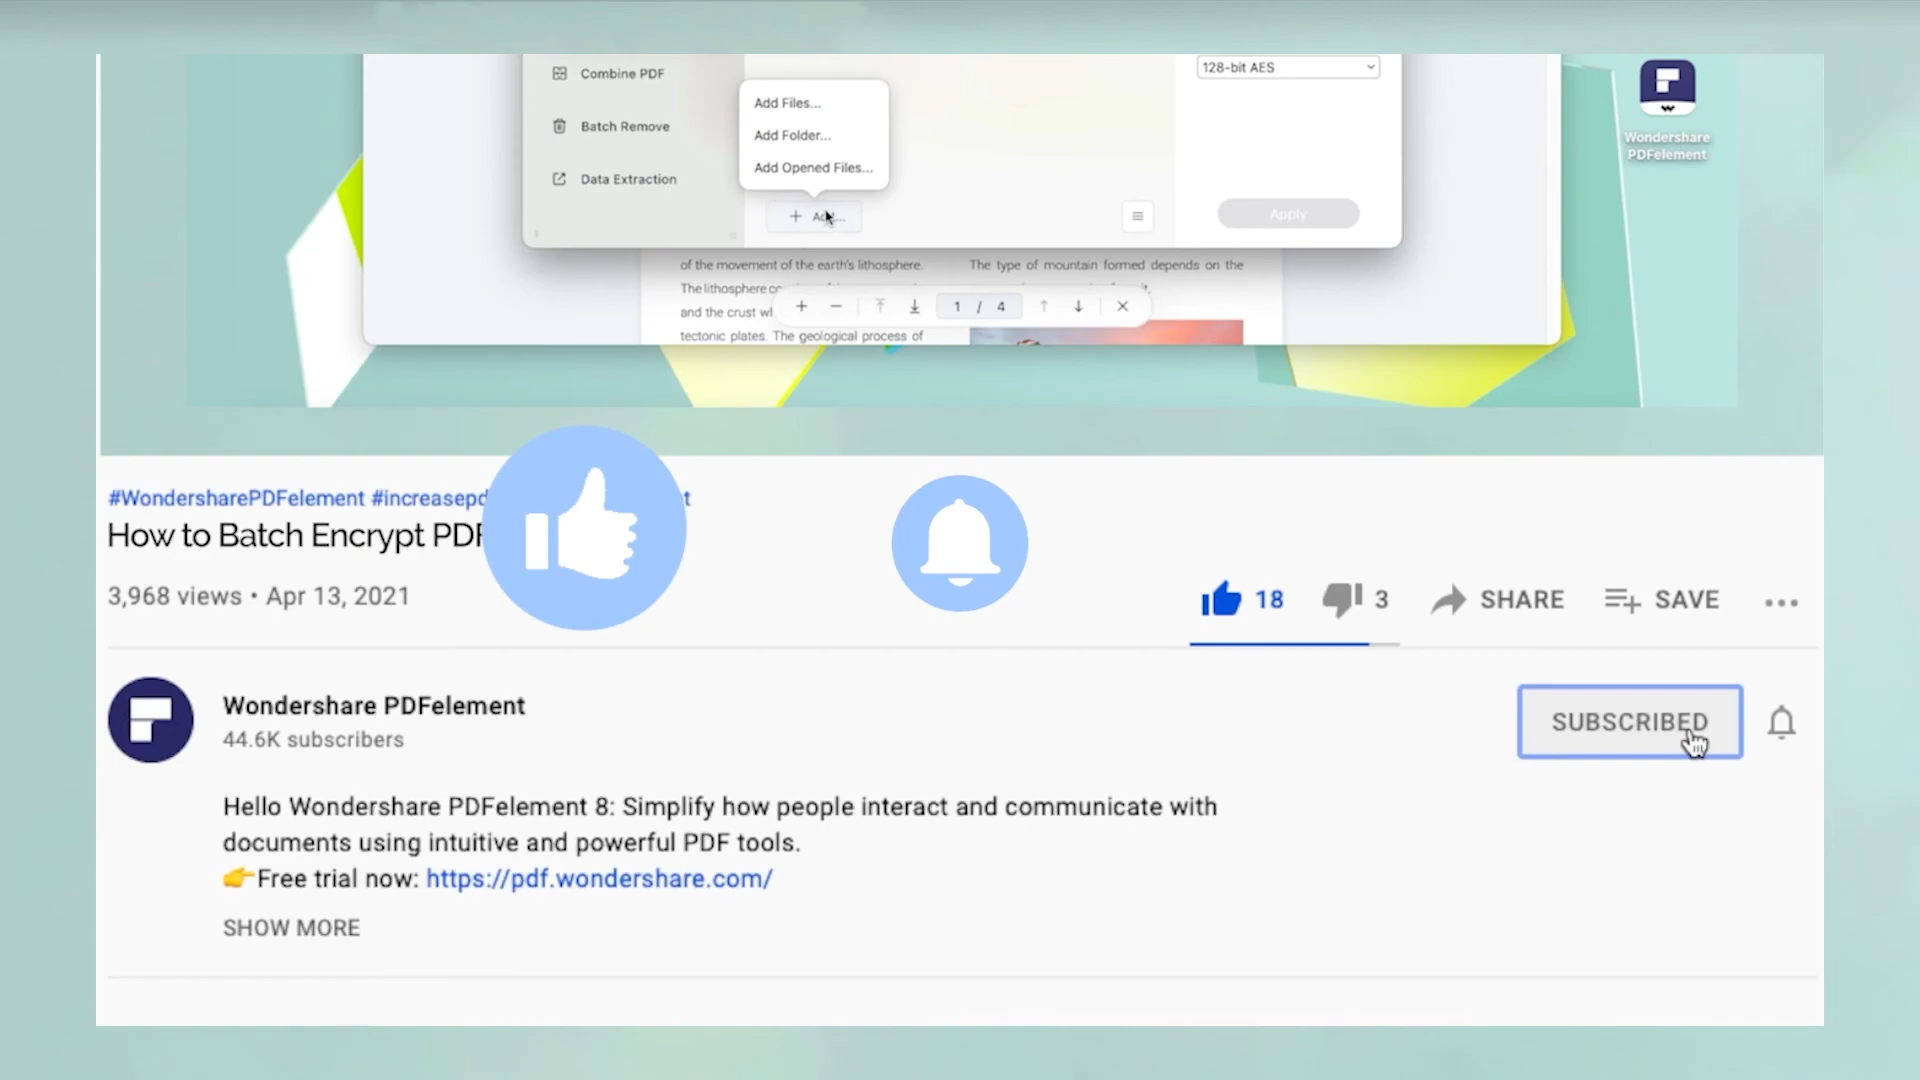 Combine PDF
Batch Remove
Data Extraction
Add Files...
Add Folder...
Add Opened Files...
128-bit AES
Apply
Wondershare
PDFelement
of the movement of the earth's lithosphere.
The lithosphere
and the crust
tectonic plates. The geological process of
The type of mountain formed depends on the
1 / 4
#WondersharePDFelement
How to Batch Encrypt
3,968 views • Apr 13, 2021
18
3
SHARE
SAVE
Wondershare PDFelement
44.6K subscribers
SUBSCRIBED
Hello Wondershare PDFelement 8: Simplify how people interact and communicate with
documents using intuitive and powerful PDF tools.
👉Free trial now: https://pdf.wondershare.com/
SHOW MORE